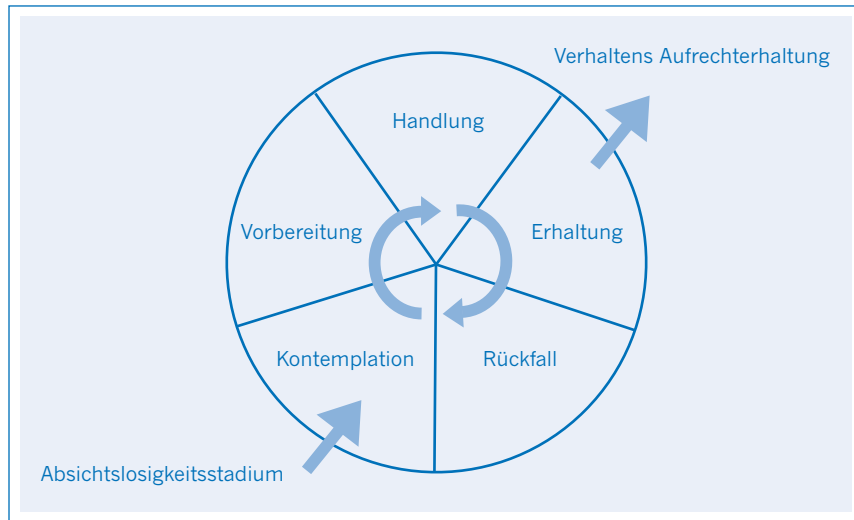 Verhaltens Aufrechterhaltung
Handlung
Vorbereitung
Erhaltung
Kontemplation
Rückfall
Absichtslosigkeitsstadium